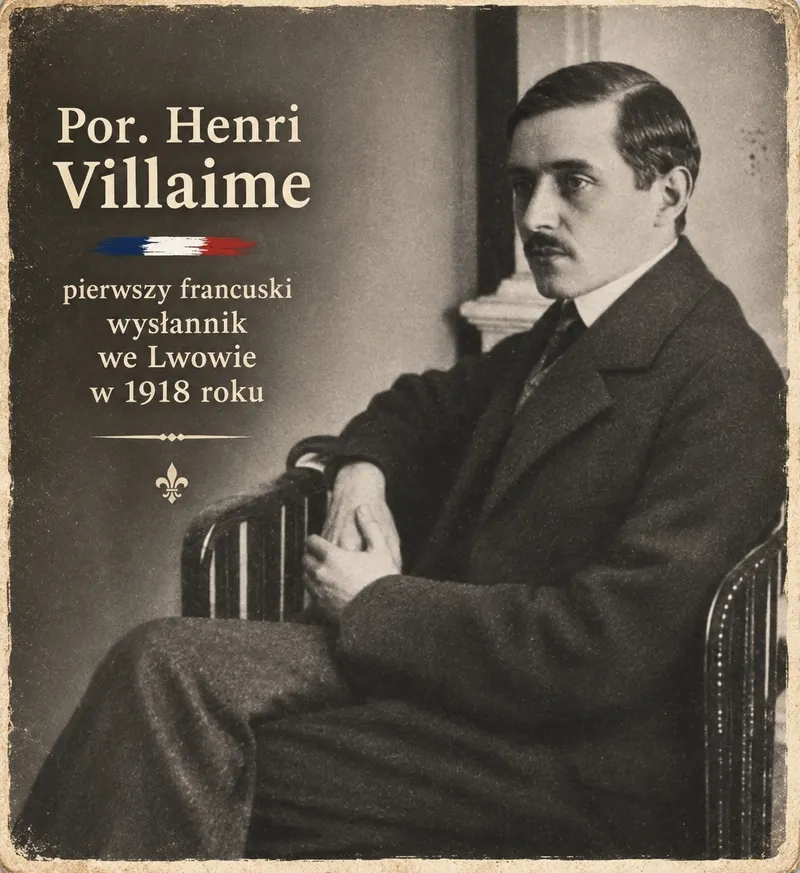 Por. Henri
Villaime
pierwszy francuski
wysłannik
we Lwowie
w 1918 roku